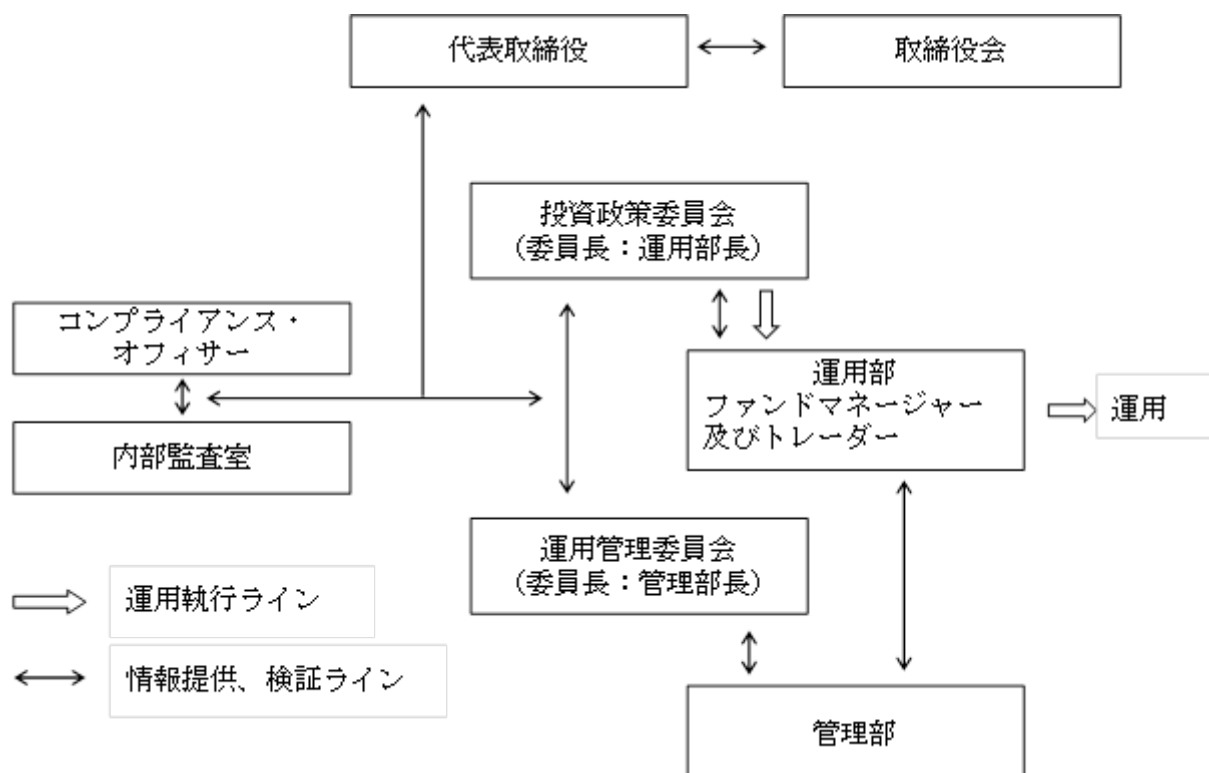 代表取締役
取締役会
投資政策委員会
(委員長：運用部長)
コンプライアンス・
オフィサー
運用部
ファンドマネージャー
及びトレーダー
運用
内部監査室
運用管理委員会
(委員長：管理部長)
運用執行ライン
情報提供、検証ライン
管理部